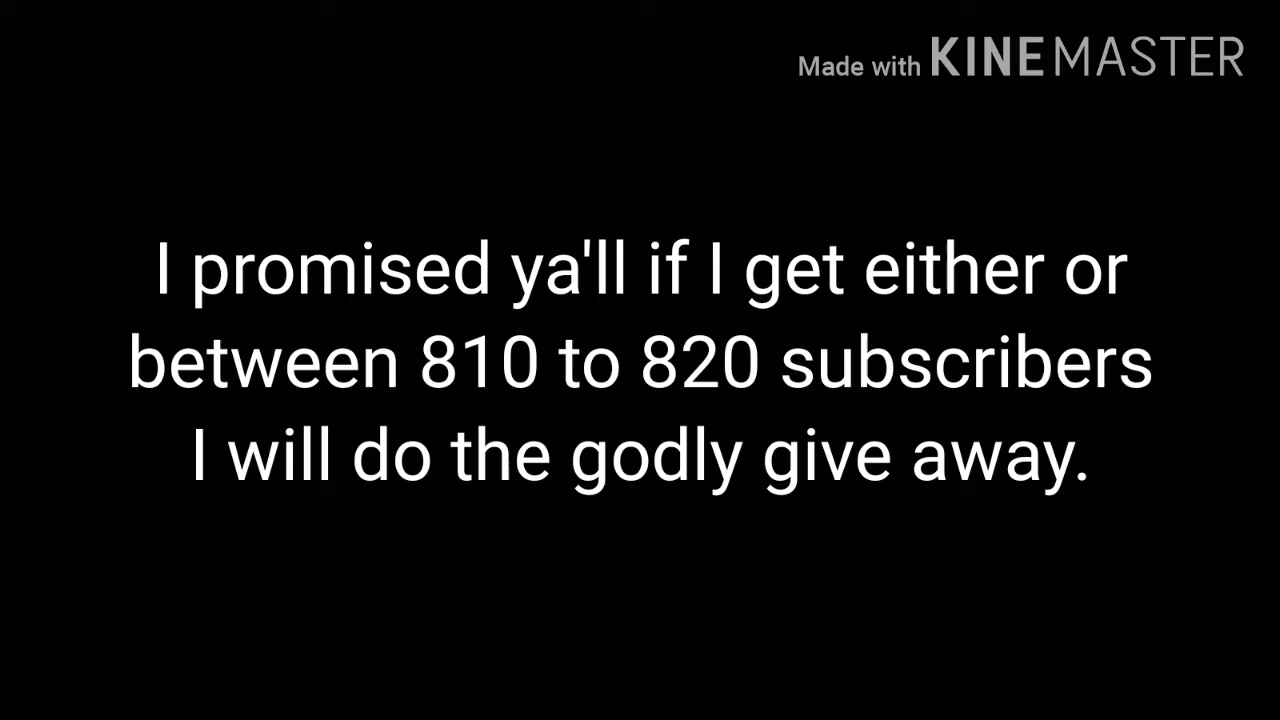 Made with KINEMASTER
I promised ya'll if I get either or
between 810 to 820 subscribers
I will do the godly give away.